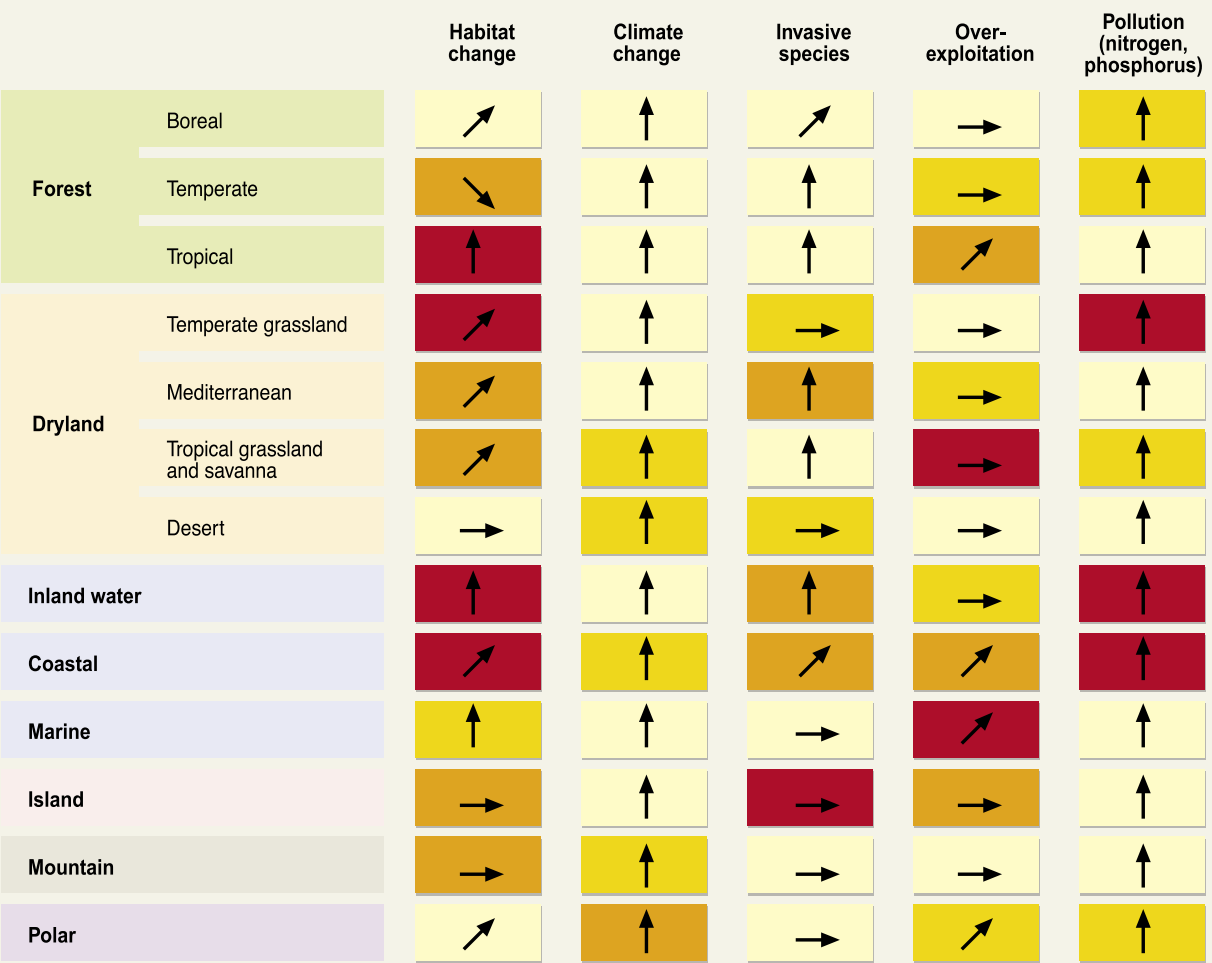 Habitat
change
Climate
change
Invasive
species
Over-
exploitation
Pollution
(nitrogen,
phosphorus)
Forest
Boreal
Temperate
Tropical
Dryland
Temperate grassland
Mediterranean
Tropical grassland
and savanna
Desert
Inland water
Coastal
Marine
Island
Mountain
Polar